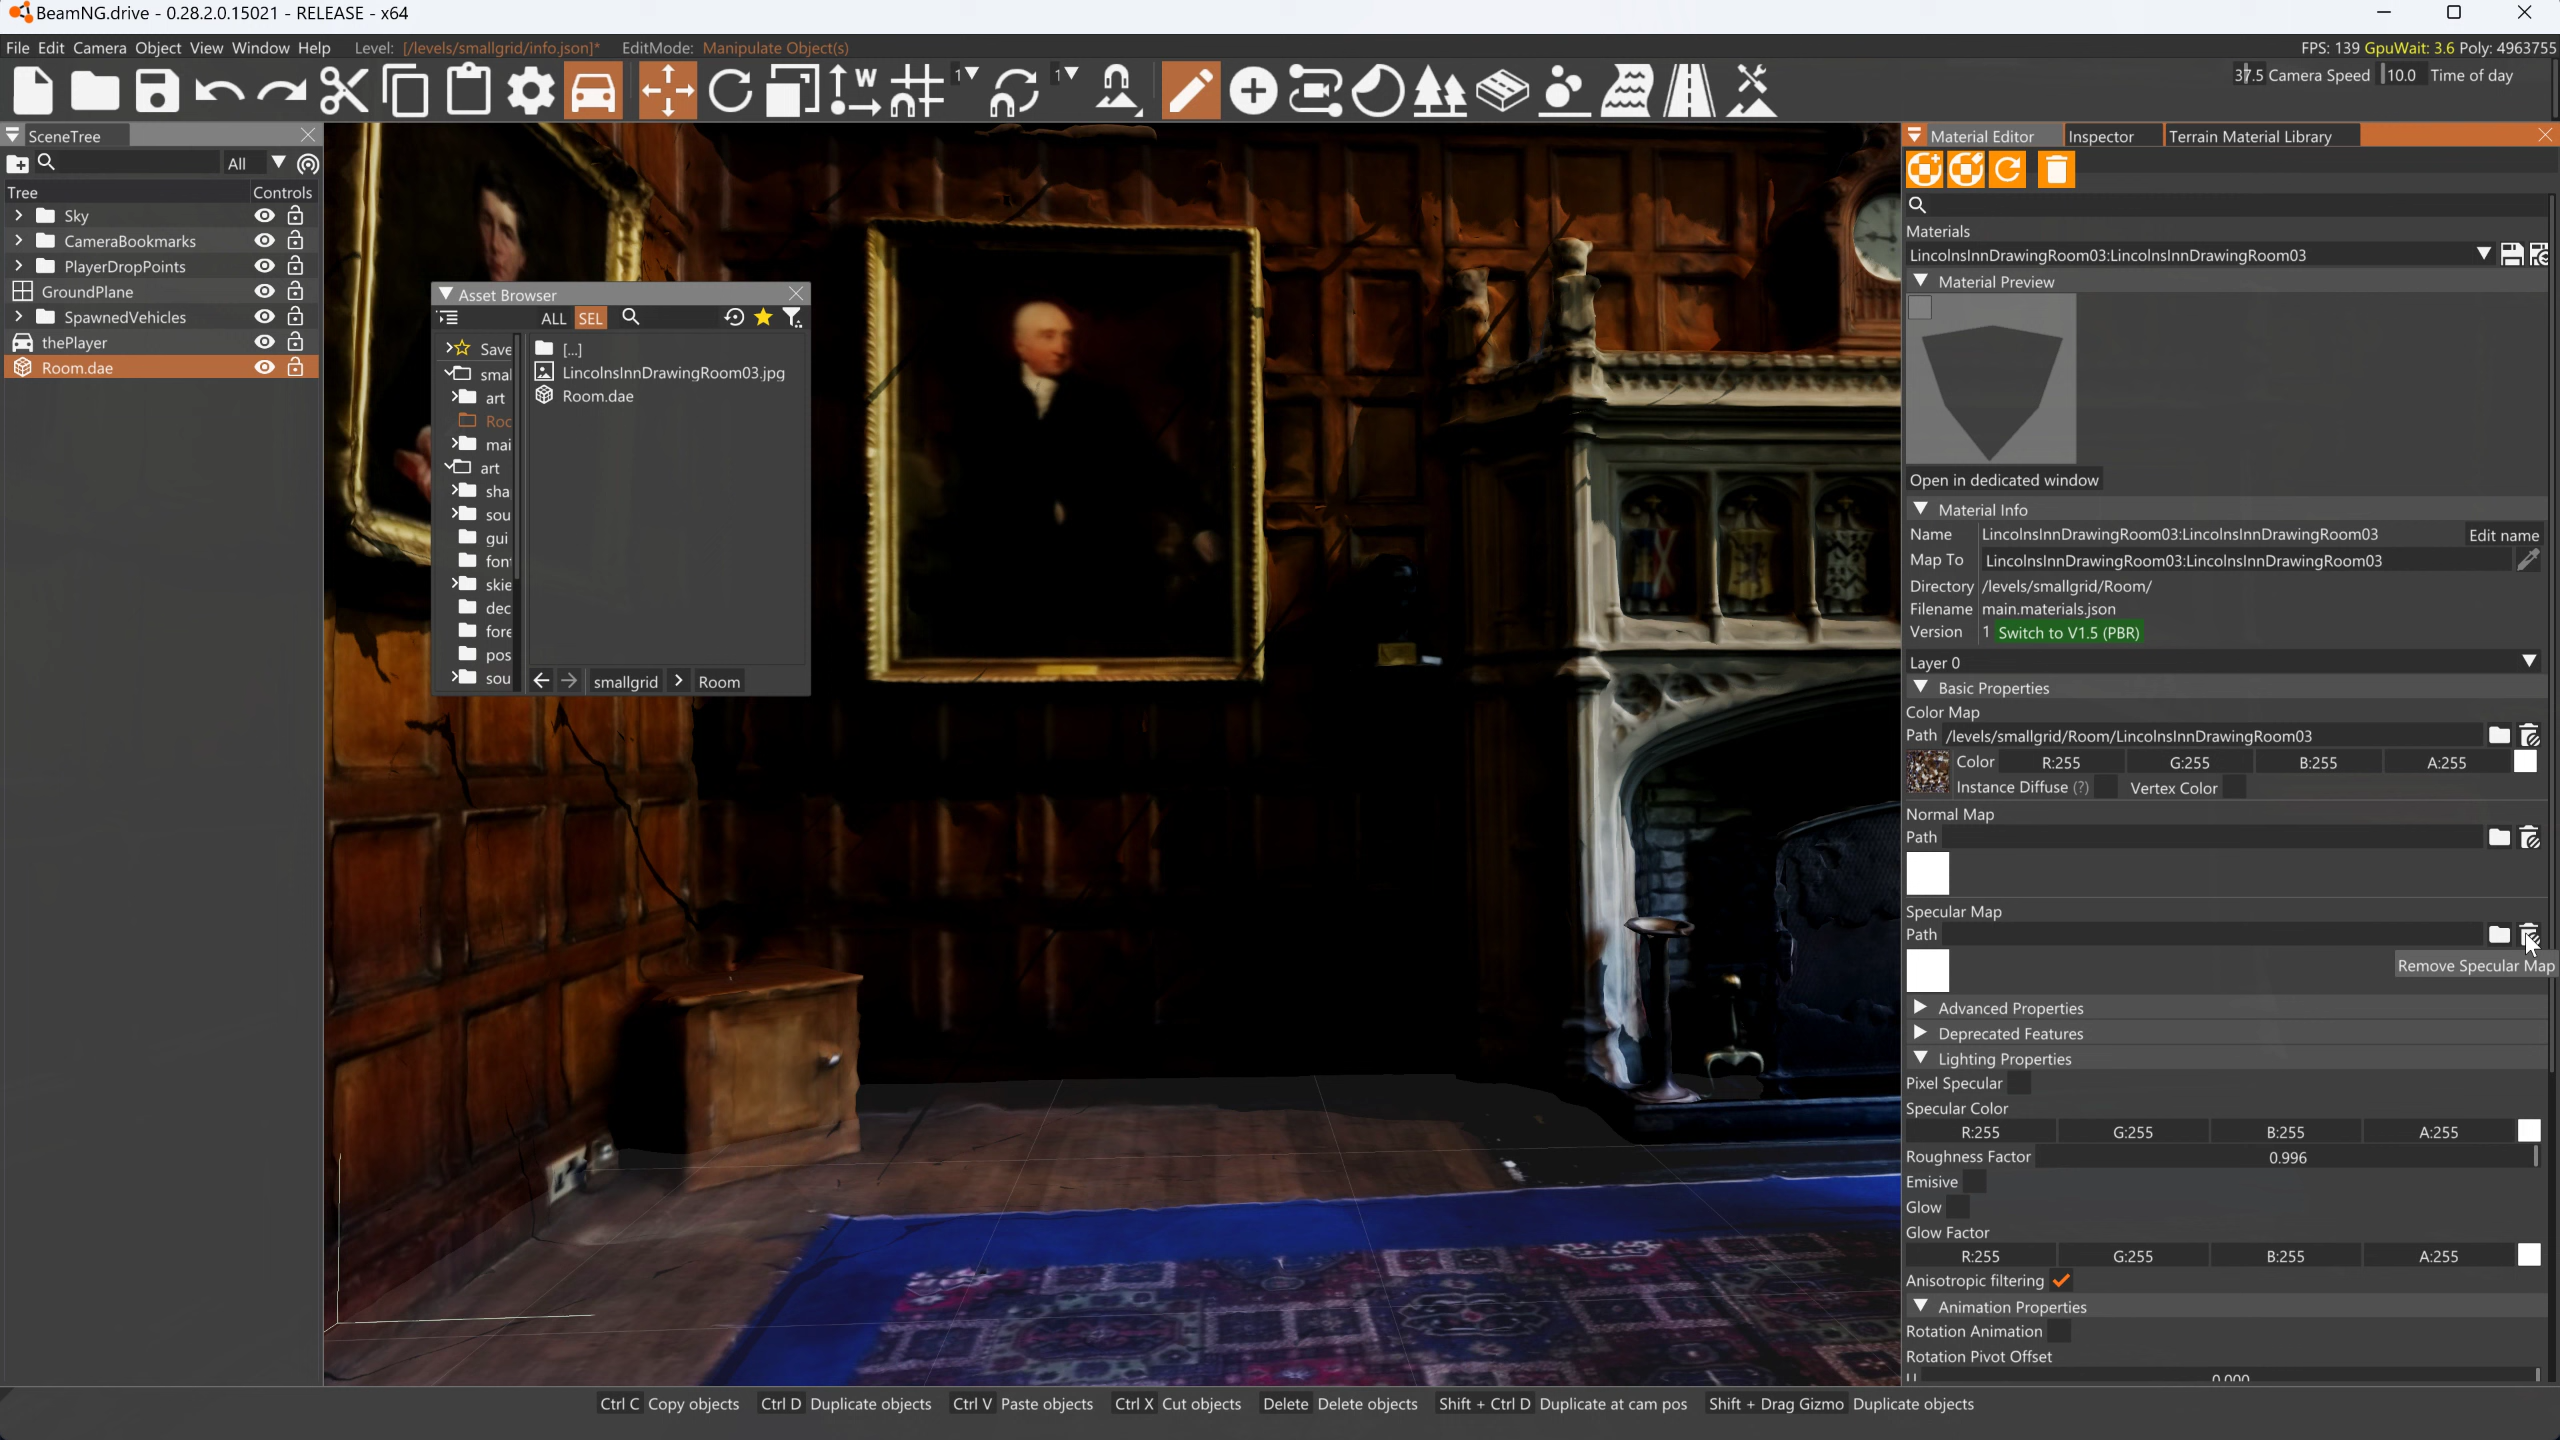 BeamNG.drive - 0.28.2.0.15021 - RELEASE - x64
File Edit Camera Object View Window Help Level: [/levels/smallgrid/info.json]* EditMode: Manipulate Object(s)
FPS: 139 GpuWait: 3.6 Poly: 4963755
W 1 1
37.5 Camera Speed 10.0 Time of day
SceneTree
All
Tree Controls
Sky
CameraBookmarks
PlayerDropPoints
GroundPlane
SpawnedVehicles
thePlayer
Room.dae
Asset Browser
ALL SEL
Save
smal
art
Roo
mai
art
sha
sou
gui
font
skie
dec
fore
pos
sou
[...]
LincolnsInnDrawingRoom03.jpg
Room.dae
smallgrid > Room
Material Editor Inspector Terrain Material Library
Materials
LincolnsInnDrawingRoom03:LincolnsInnDrawingRoom03
Material Preview
Open in dedicated window
Material Info
Name LincolnsInnDrawingRoom03:LincolnsInnDrawingRoom03 Edit name
Map To LincolnsInnDrawingRoom03:LincolnsInnDrawingRoom03
Directory /levels/smallgrid/Room/
Filename main.materials.json
Version 1 Switch to V1.5 (PBR)
Layer 0
Basic Properties
Color Map
Path /levels/smallgrid/Room/LincolnsInnDrawingRoom03
Color R:255 G:255 B:255 A:255
Instance Diffuse (?) Vertex Color
Normal Map
Path
Specular Map
Path
Remove Specular Map
Advanced Properties
Deprecated Features
Lighting Properties
Pixel Specular
Specular Color
R:255 G:255 B:255 A:255
Roughness Factor 0.996
Emisive
Glow
Glow Factor
R:255 G:255 B:255 A:255
Anisotropic filtering
Animation Properties
Rotation Animation
Rotation Pivot Offset
U 0.000
Ctrl C Copy objects Ctrl D Duplicate objects Ctrl V Paste objects Ctrl X Cut objects Delete Delete objects Shift + Ctrl D Duplicate at cam pos Shift + Drag Gizmo Duplicate objects